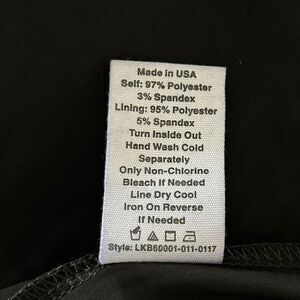 Made in USA
Self: 97% Polyester
3% Spandex
Lining: 95% Polyester
5% Spandex
Turn Inside Out
Hand Wash Cold
Separately
Only Non-Chlorine
Bleach If Needed
Line Dry Cool
Iron On Reverse
If Needed
Style: LKB60001-011-0117